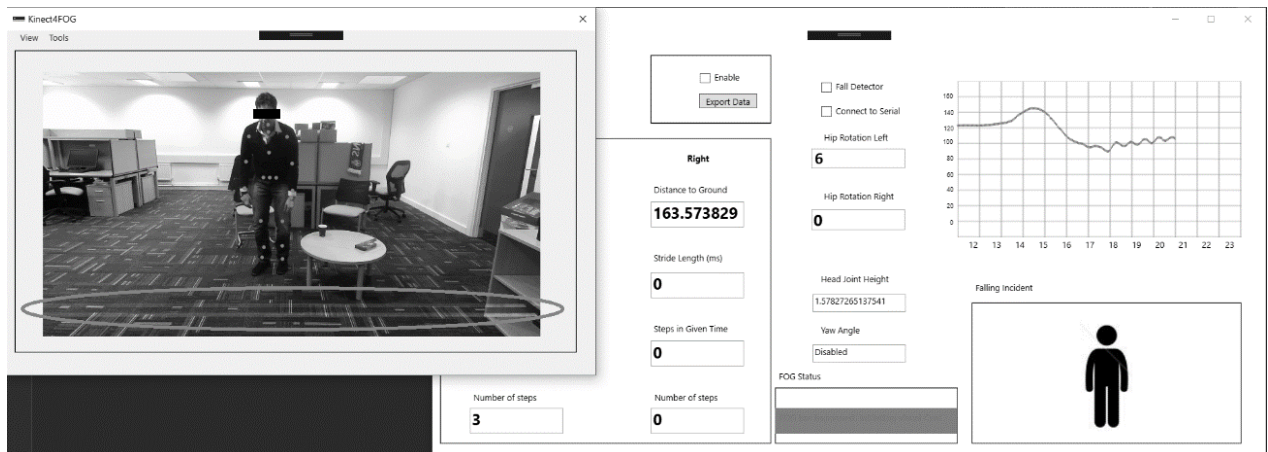 Kinect4FOG
View Tools
Enable
Export Data
Right
Distance to Ground
163.573829
Stride Length (ms)
0
Steps in Given Time
0
Number of steps
3
Number of steps
0
Fall Detector
Connect to Serial
Hip Rotation Left
6
Hip Rotation Right
0
Head Joint Height
1.57827265137541
Yaw Angle
Disabled
FOG Status
160
140
120
100
80
60
40
20
0
12 13 14 15 16 17 18 19 20 21 22 23
Falling Incident